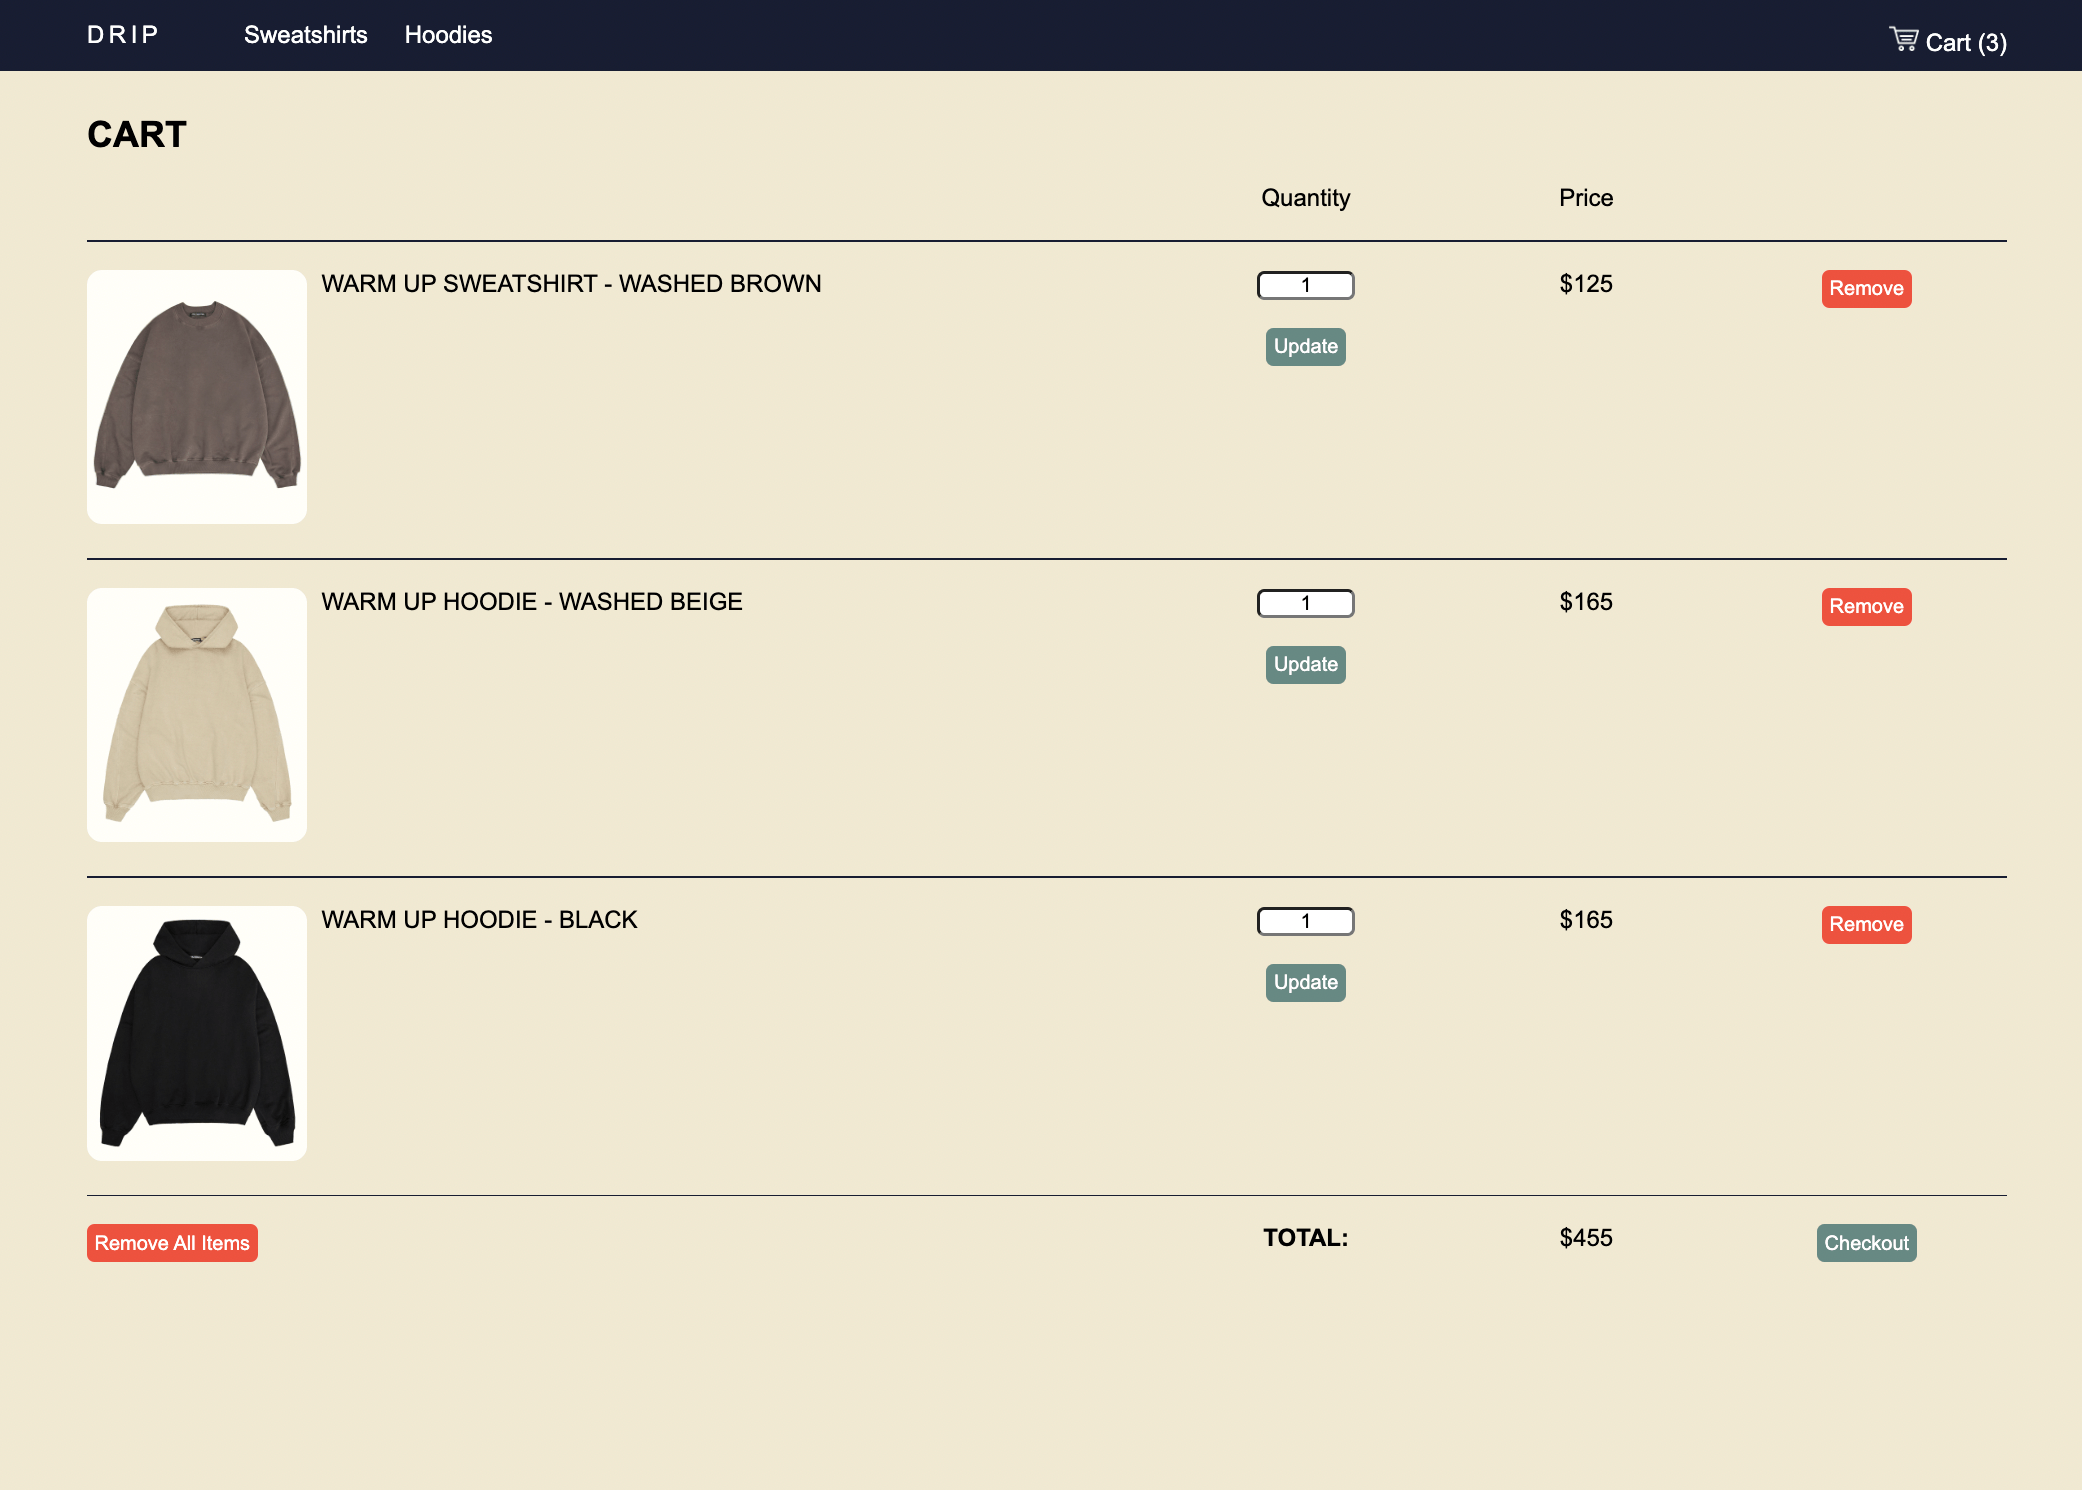 DRIP Sweatshirts Hoodies Cart (3)
CART
Quantity Price
WARM UP SWEATSHIRT - WASHED BROWN 1 $125 Remove
Update
WARM UP HOODIE - WASHED BEIGE 1 $165 Remove
Update
WARM UP HOODIE - BLACK 1 $165 Remove
Update
Remove All Items TOTAL: $455 Checkout